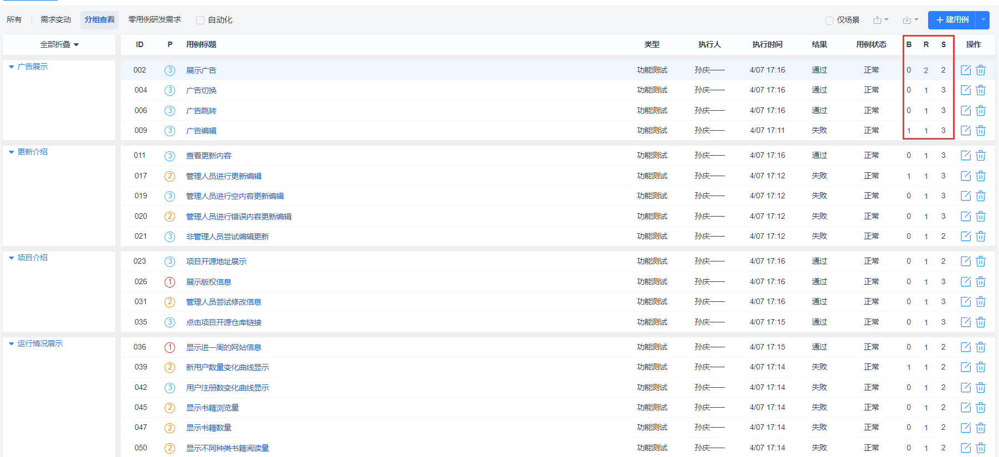 所有 需求变动 分组查看 零用例研发需求 自动化 仅场景 建用例
全部折叠 ID P 用例标题 类型 执行人 执行时间 结果 用例状态 B R S 操作
广告展示
002 3 展示广告 功能测试 孙庆—— 4/07 17:16 通过 正常 0 2 2
004 3 广告切换 功能测试 孙庆—— 4/07 17:16 通过 正常 0 1 3
006 3 广告跳转 功能测试 孙庆—— 4/07 17:16 通过 正常 0 1 3
009 3 广告编辑 功能测试 孙庆—— 4/07 17:11 失败 正常 1 1 3
更新介绍
011 3 查看更新内容 功能测试 孙庆—— 4/07 17:16 通过 正常 0 1 3
017 2 管理人员进行更新编辑 功能测试 孙庆—— 4/07 17:12 失败 正常 1 1 3
019 3 管理人员进行空内容更新编辑 功能测试 孙庆—— 4/07 17:12 失败 正常 0 1 3
020 2 管理人员进行错误内容更新编辑 功能测试 孙庆—— 4/07 17:12 失败 正常 0 1 3
021 3 非管理人员尝试编辑更新 功能测试 孙庆—— 4/07 17:12 失败 正常 0 1 2
项目介绍
023 3 项目开源地址展示 功能测试 孙庆—— 4/07 17:16 通过 正常 0 1 2
026 1 展示版权信息 功能测试 孙庆—— 4/07 17:16 通过 正常 0 1 3
031 2 管理人员尝试修改信息 功能测试 孙庆—— 4/07 17:16 通过 正常 0 1 3
035 3 点击项目开源仓库链接 功能测试 孙庆—— 4/07 17:15 通过 正常 0 1 3
运行情况展示
036 1 显示进一周的网站信息 功能测试 孙庆—— 4/07 17:15 通过 正常 0 1 2
039 2 新用户数量变化曲线显示 功能测试 孙庆—— 4/07 17:14 失败 正常 1 1 2
042 3 用户注册数变化曲线显示 功能测试 孙庆—— 4/07 17:14 失败 正常 0 1 2
045 2 显示书籍浏览量 功能测试 孙庆—— 4/07 17:14 失败 正常 0 1 2
047 2 显示书籍数量 功能测试 孙庆—— 4/07 17:14 失败 正常 0 1 2
050 2 显示不同种类书籍阅读量 功能测试 孙庆—— 4/07 17:14 失败 正常 0 1 2